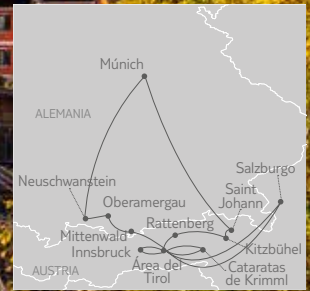 Múnich
ALEMANIA
Salzburgo
Neuschwanstein
Saint
Johann
Oberamergau
Rattenberg
Mittenwald
Kitzbühel
Innsbruck
Área del
Tirol
Cataratas
de Krimml
AUSTRIA